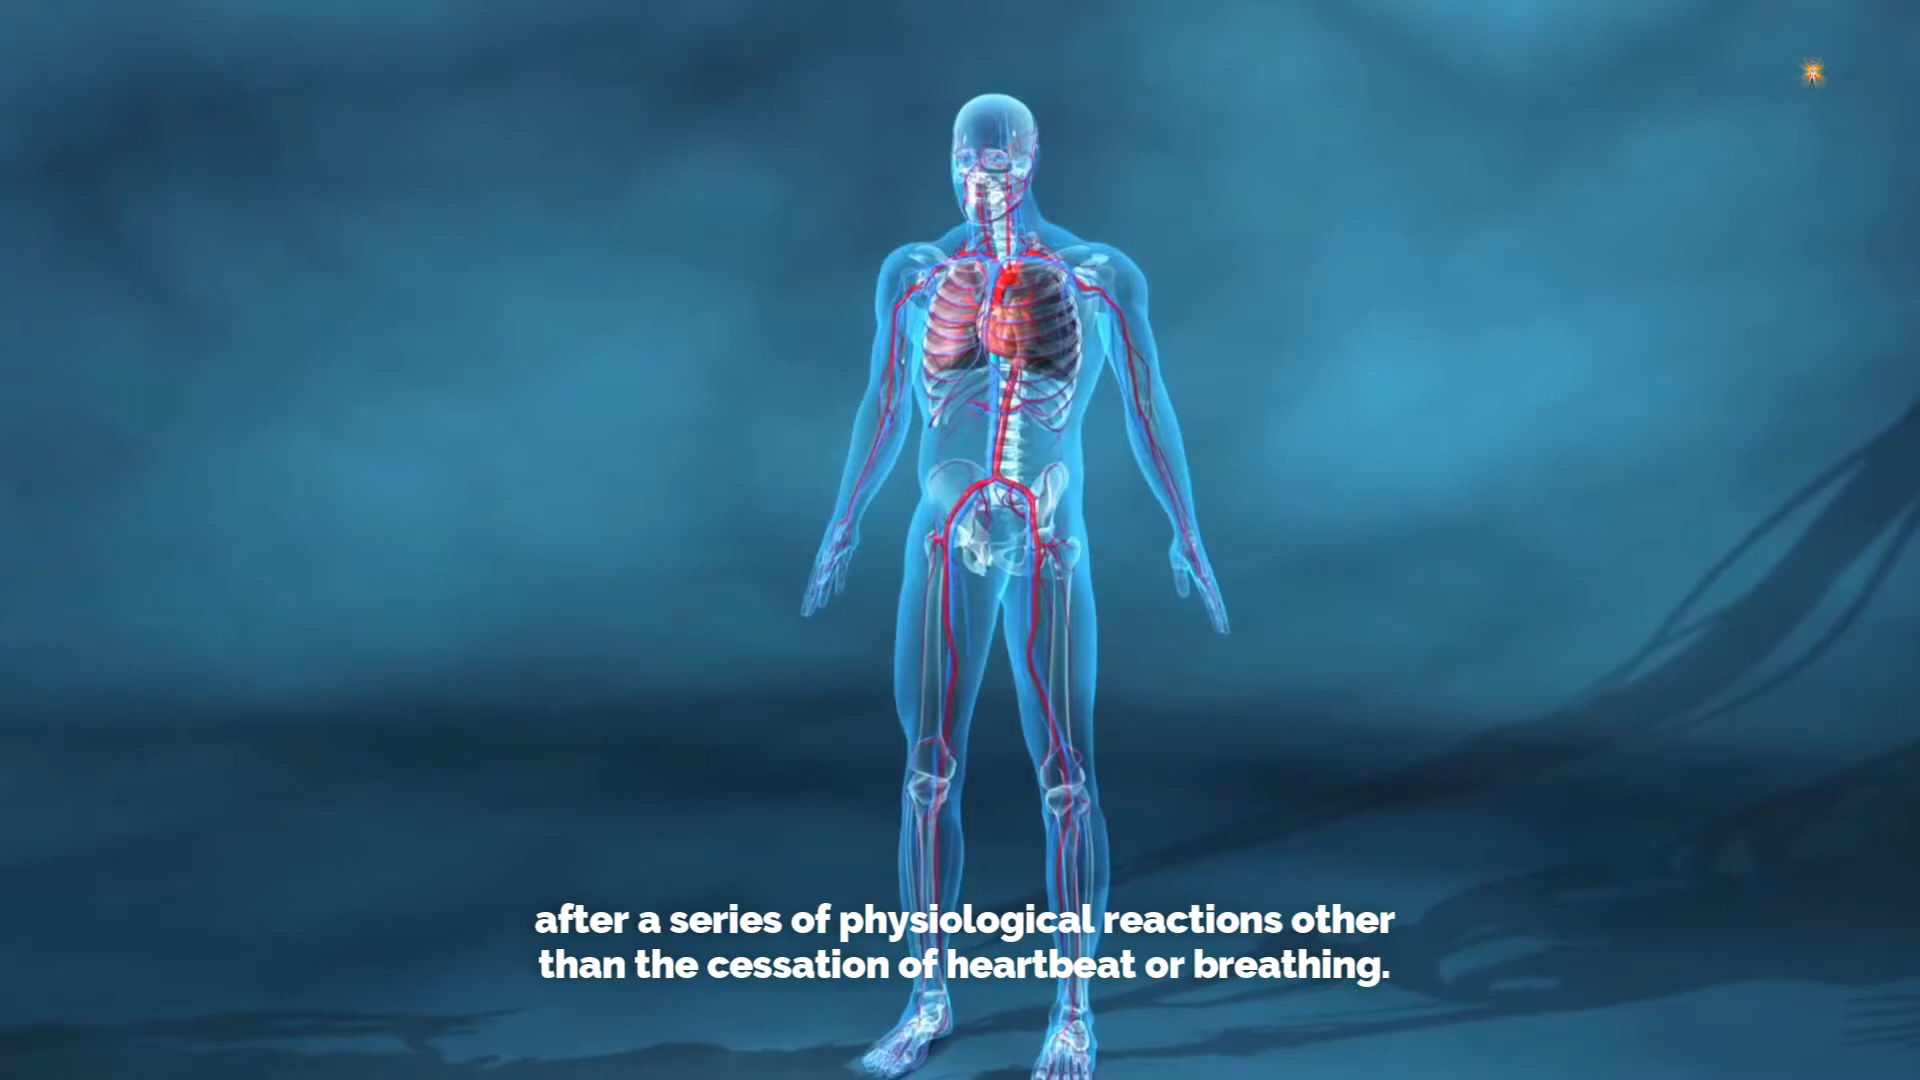 after a series of physiological reactions other
than the cessation of heartbeat or breathing.